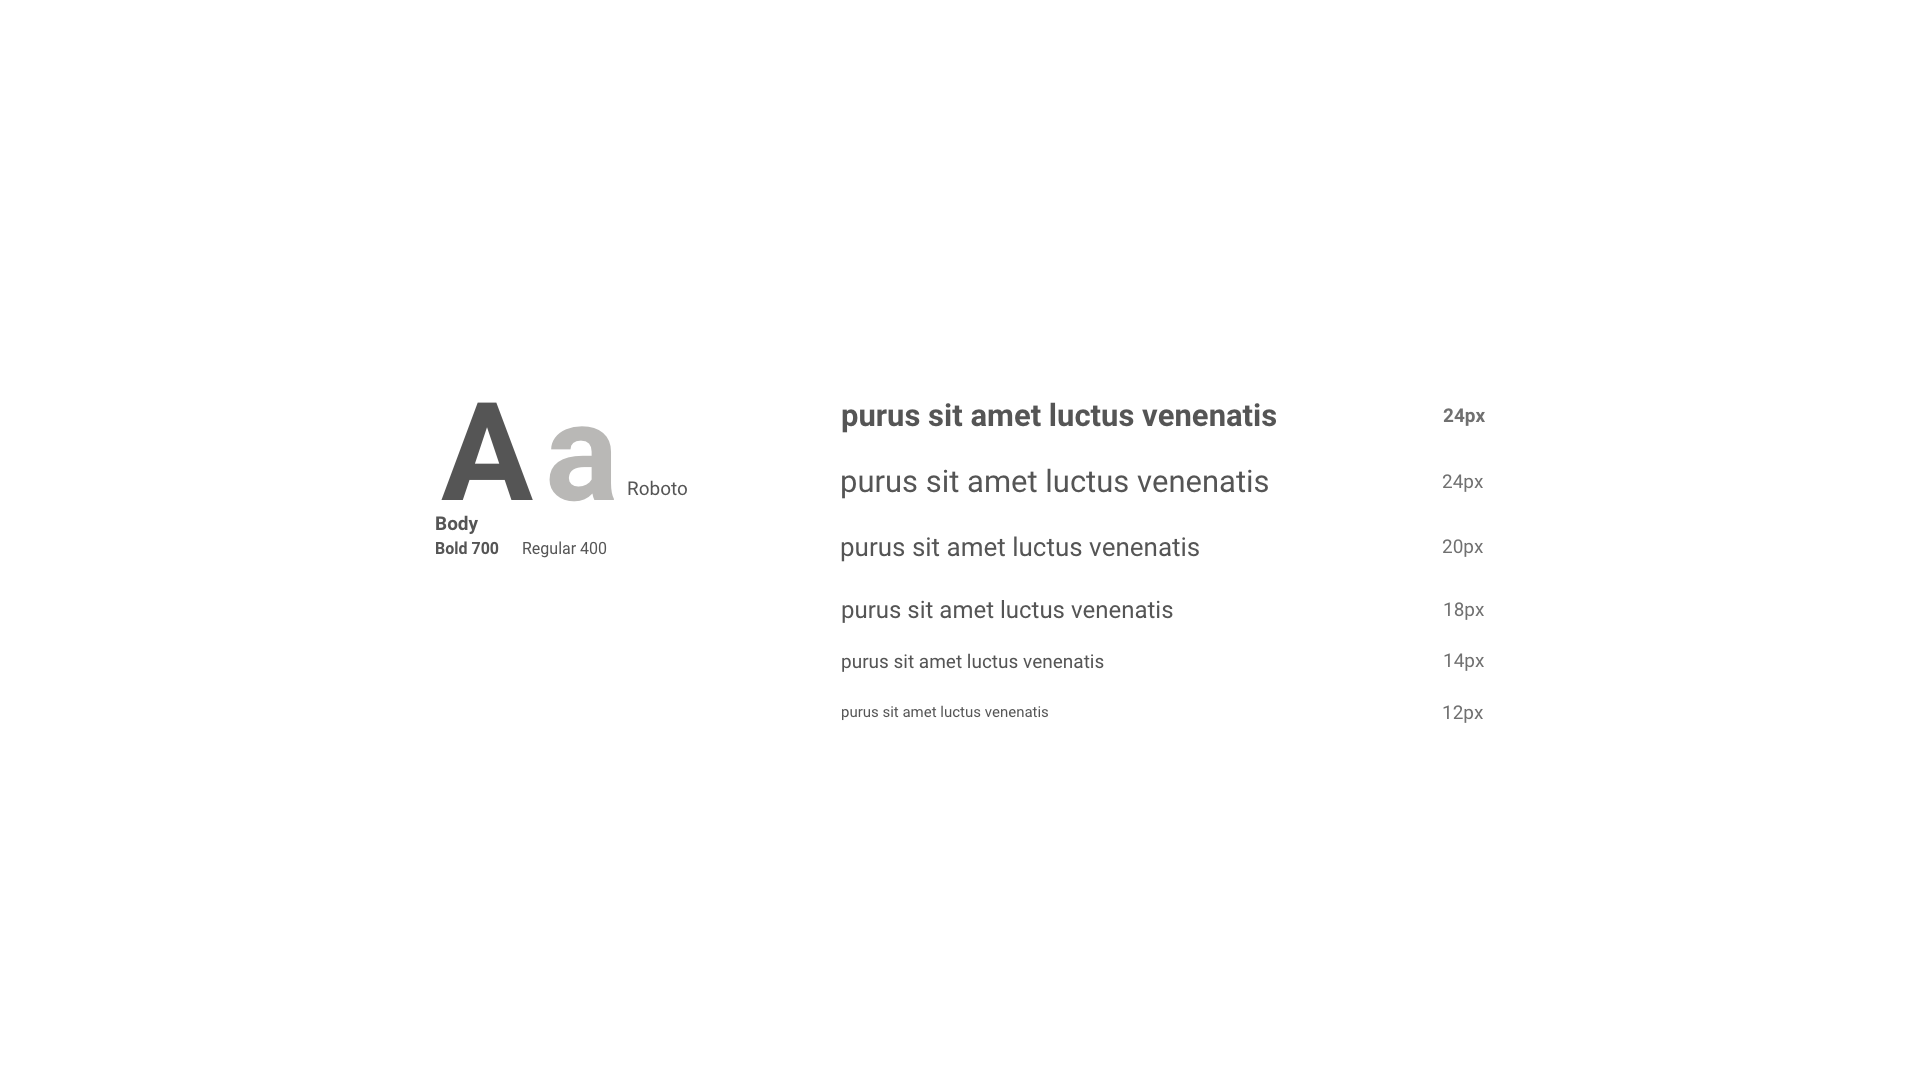 Aa Roboto
Body
Bold 700 Regular 400
purus sit amet luctus venenatis 24px
purus sit amet luctus venenatis 24px
purus sit amet luctus venenatis 20px
purus sit amet luctus venenatis 18px
purus sit amet luctus venenatis 14px
purus sit amet luctus venenatis 12px